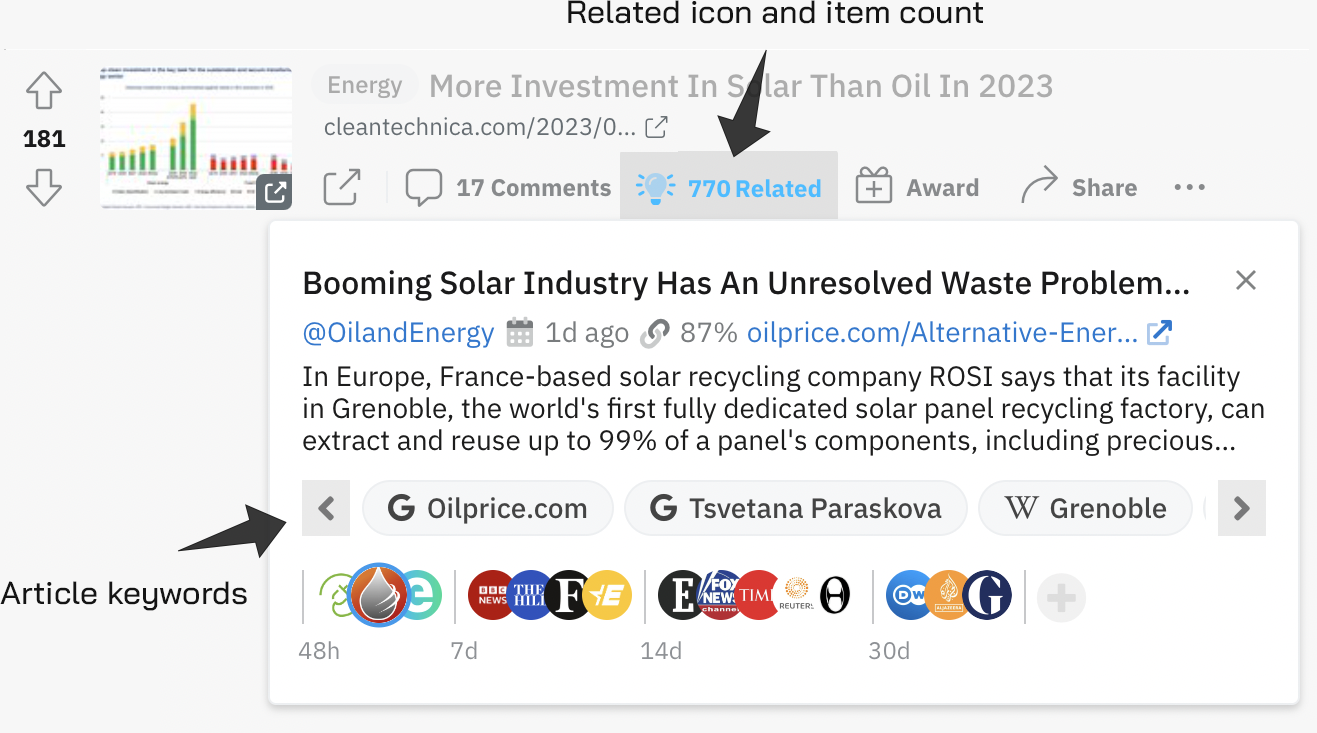 Related icon and item count
Energy More Investment In Solar Than Oil In 2023
181
cleantechnica.com/2023/0...
17 Comments 770 Related Award Share
Booming Solar Industry Has An Unresolved Waste Problem...
@OilandEnergy 1d ago 87% oilprice.com/Alternative-Ener...
In Europe, France-based solar recycling company ROSI says that its facility
in Grenoble, the world's first fully dedicated solar panel recycling factory, can
extract and reuse up to 99% of a panel's components, including precious...
G Oilprice.com G Tsvetana Paraskova W Grenoble
Article keywords
e BBC NEWS THE HILL F E E FOX NEWS channel TIME REUTERS DW ALJAZEERA G
48h 7d 14d 30d